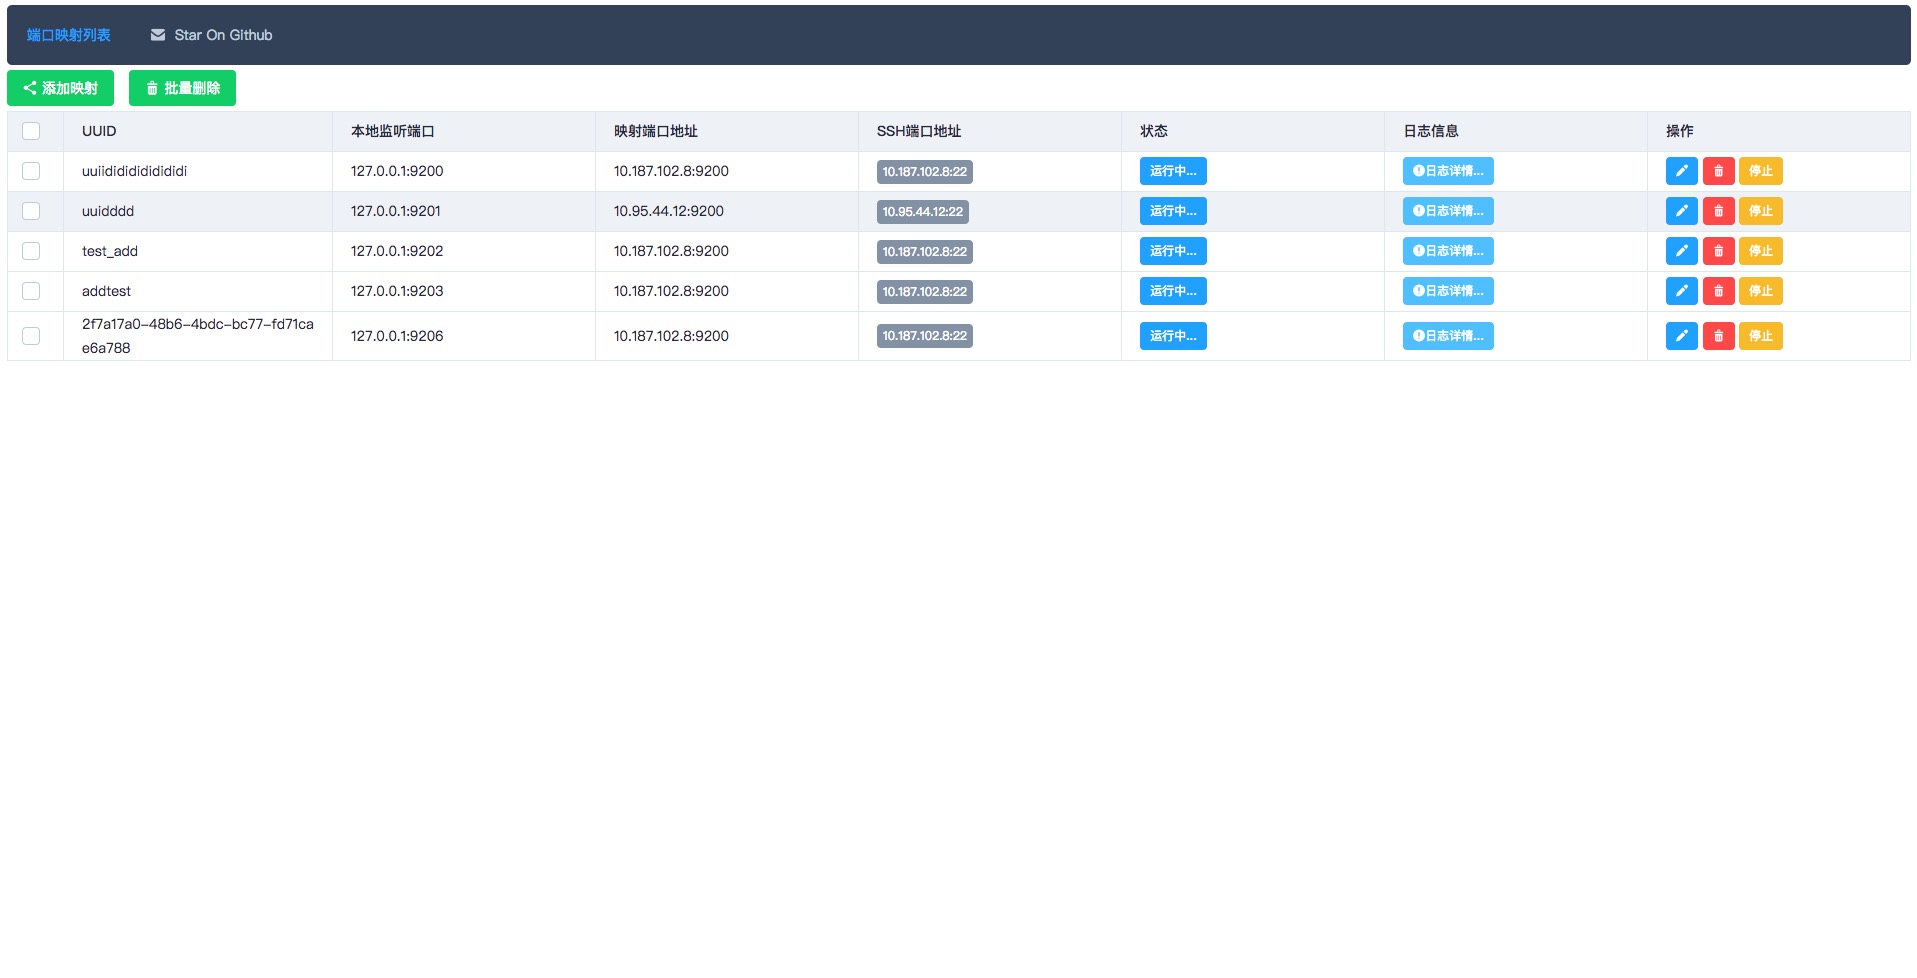 端口映射列表 Star On Github
添加映射 批量删除
UUID 本地监听端口 映射端口地址 SSH端口地址 状态 日志信息 操作
uuiidididididididi 127.0.0.1:9200 10.187.102.8:9200 10.187.102.8:22 运行中... 日志详情... 停止
uuidddd 127.0.0.1:9201 10.95.44.12:9200 10.95.44.12:22 运行中... 日志详情... 停止
test_add 127.0.0.1:9202 10.187.102.8:9200 10.187.102.8:22 运行中... 日志详情... 停止
addtest 127.0.0.1:9203 10.187.102.8:9200 10.187.102.8:22 运行中... 日志详情... 停止
2f7a17a0-48b6-4bdc-bc77-fd71ca 127.0.0.1:9206 10.187.102.8:9200 10.187.102.8:22 运行中... 日志详情... 停止
e6a788